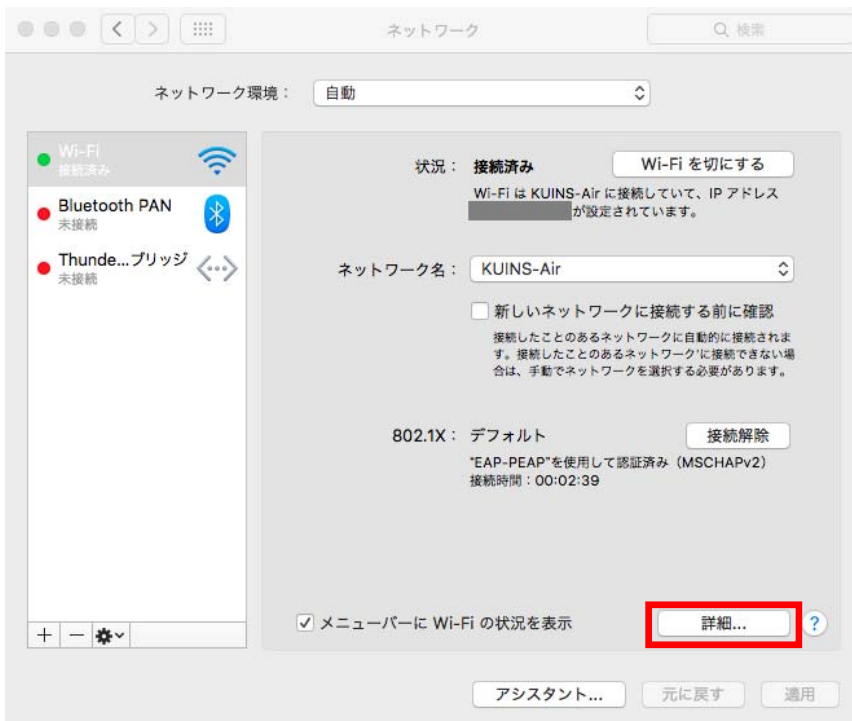 ネットワーク
検索
ネットワーク環境：
自動
Wi-Fi
接続済み
Bluetooth PAN
未接続
Thunde...ブリッジ
未接続
状況：
接続済み
Wi-Fi を切にする
Wi-Fi は KUINS-Air に接続していて、IP アドレス
が設定されています。
ネットワーク名：
KUINS-Air
新しいネットワークに接続する前に確認
接続したことのあるネットワークに自動的に接続されま
す。接続したことのあるネットワーク'に接続できない場
合は、手動でネットワークを選択する必要があります。
802.1X：
デフォルト
接続解除
"EAP-PEAP"を使用して認証済み（MSCHAPv2）
接続時間：00:02:39
メニューバーに Wi-Fi の状況を表示
詳細...
?
アシスタント...
元に戻す
適用